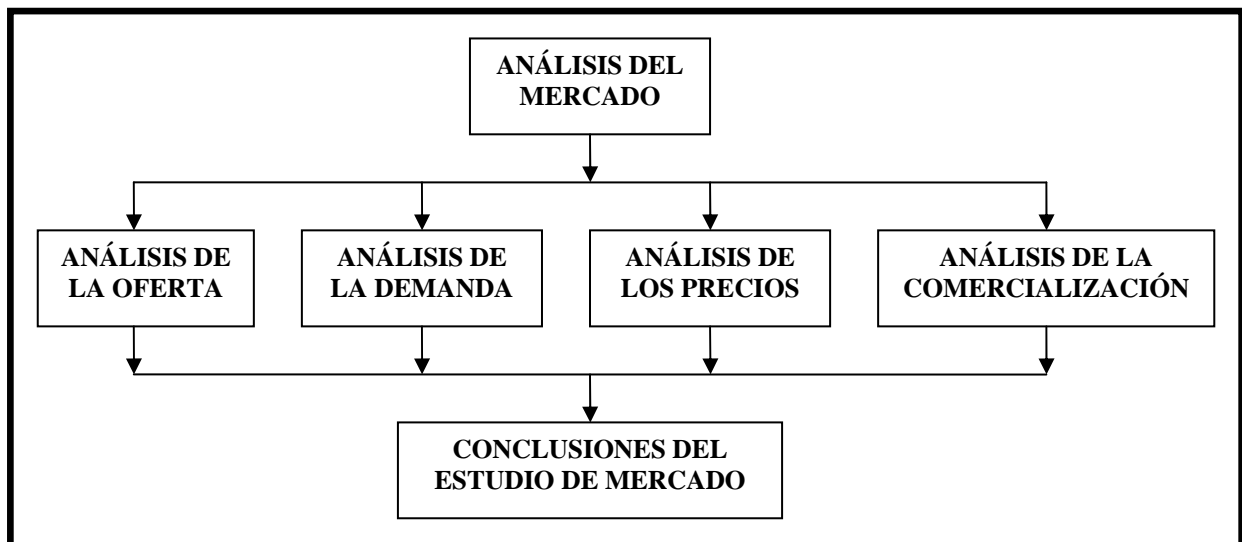 ANÁLISIS DEL
MERCADO
ANÁLISIS DE
LA OFERTA
ANÁLISIS DE
LA DEMANDA
ANÁLISIS DE
LOS PRECIOS
ANÁLISIS DE LA
COMERCIALIZACIÓN
CONCLUSIONES DEL
ESTUDIO DE MERCADO